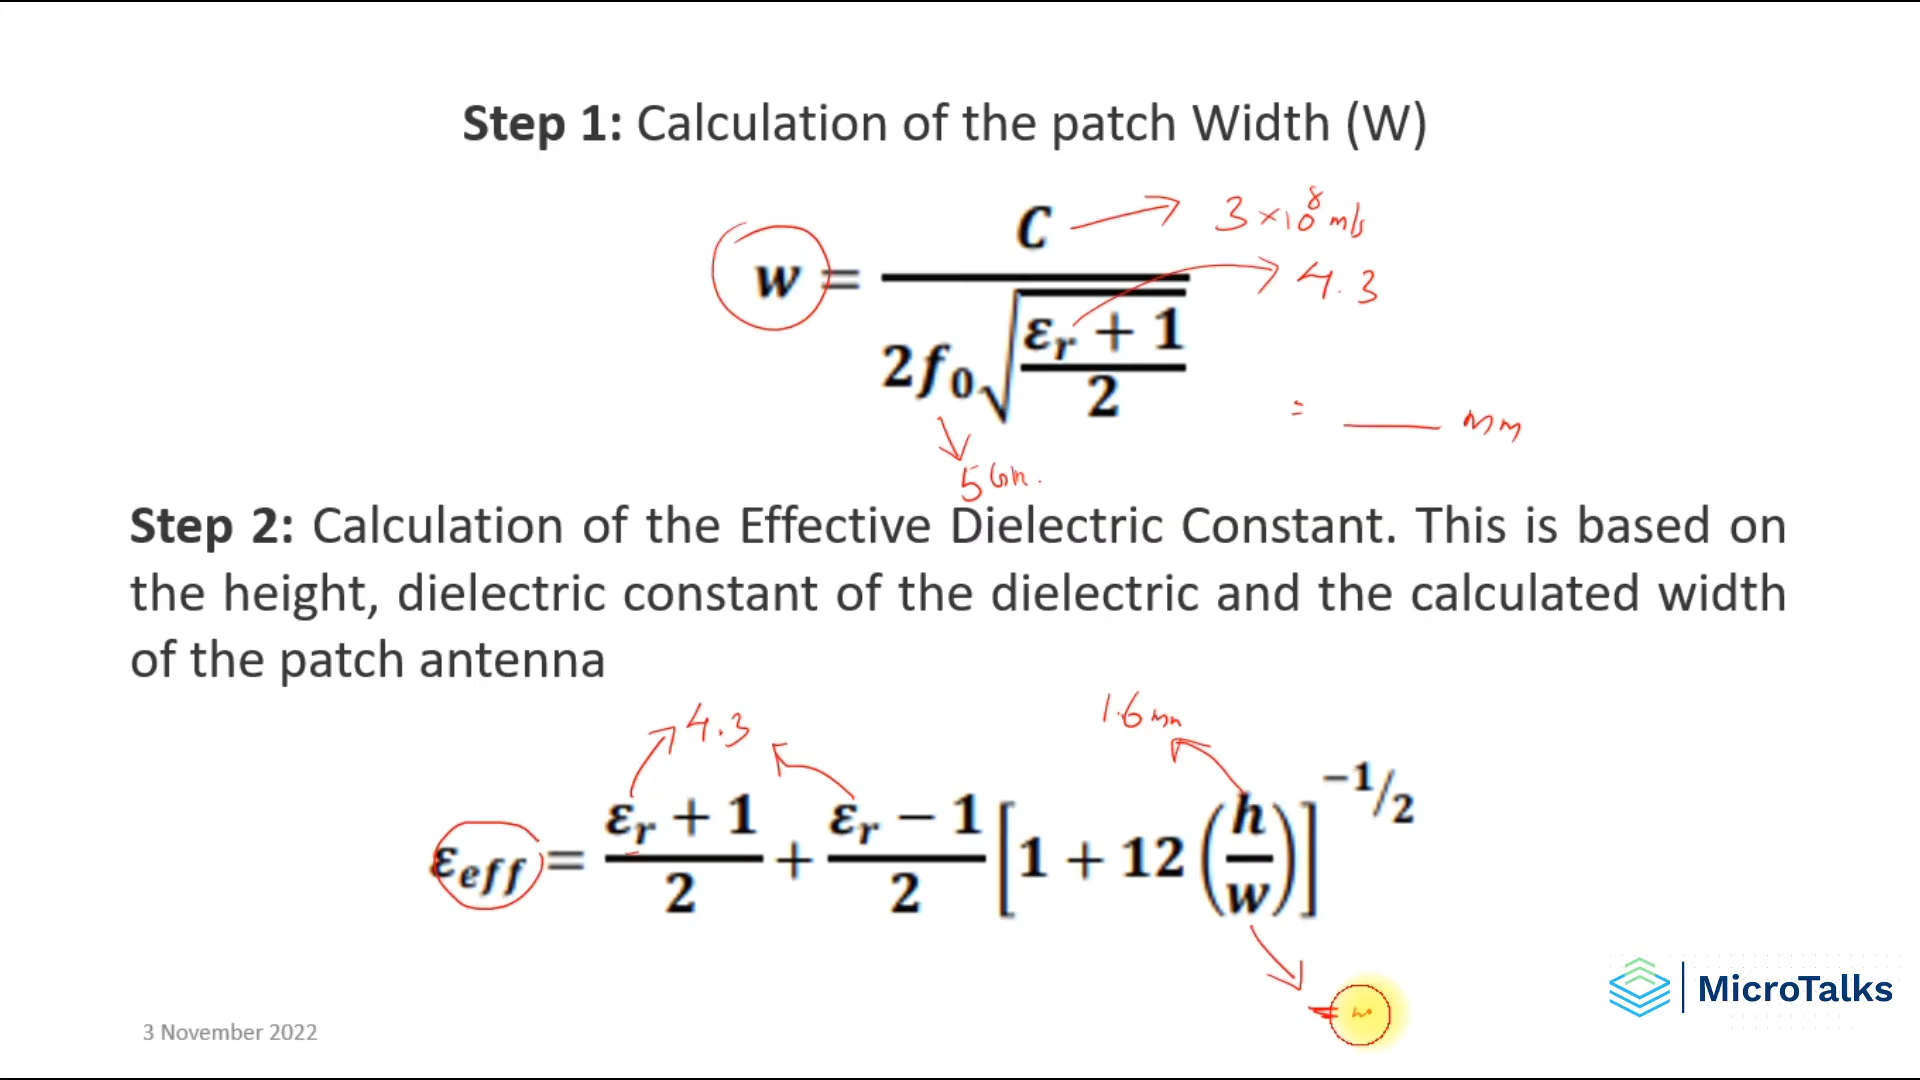 Step 1: Calculation of the patch Width (W)
w = C / 2f₀√((εᵣ + 1)/2)
3 × 10⁸ m/s
4.3
= ___ mm
5 GH
Step 2: Calculation of the Effective Dielectric Constant. This is based on
the height, dielectric constant of the dielectric and the calculated width
of the patch antenna
4.3
1.6 mm
ε_eff = (εᵣ + 1)/2 + (εᵣ − 1)/2 [1 + 12 (h/w)]^(−1/2)
MicroTalks
3 November 2022